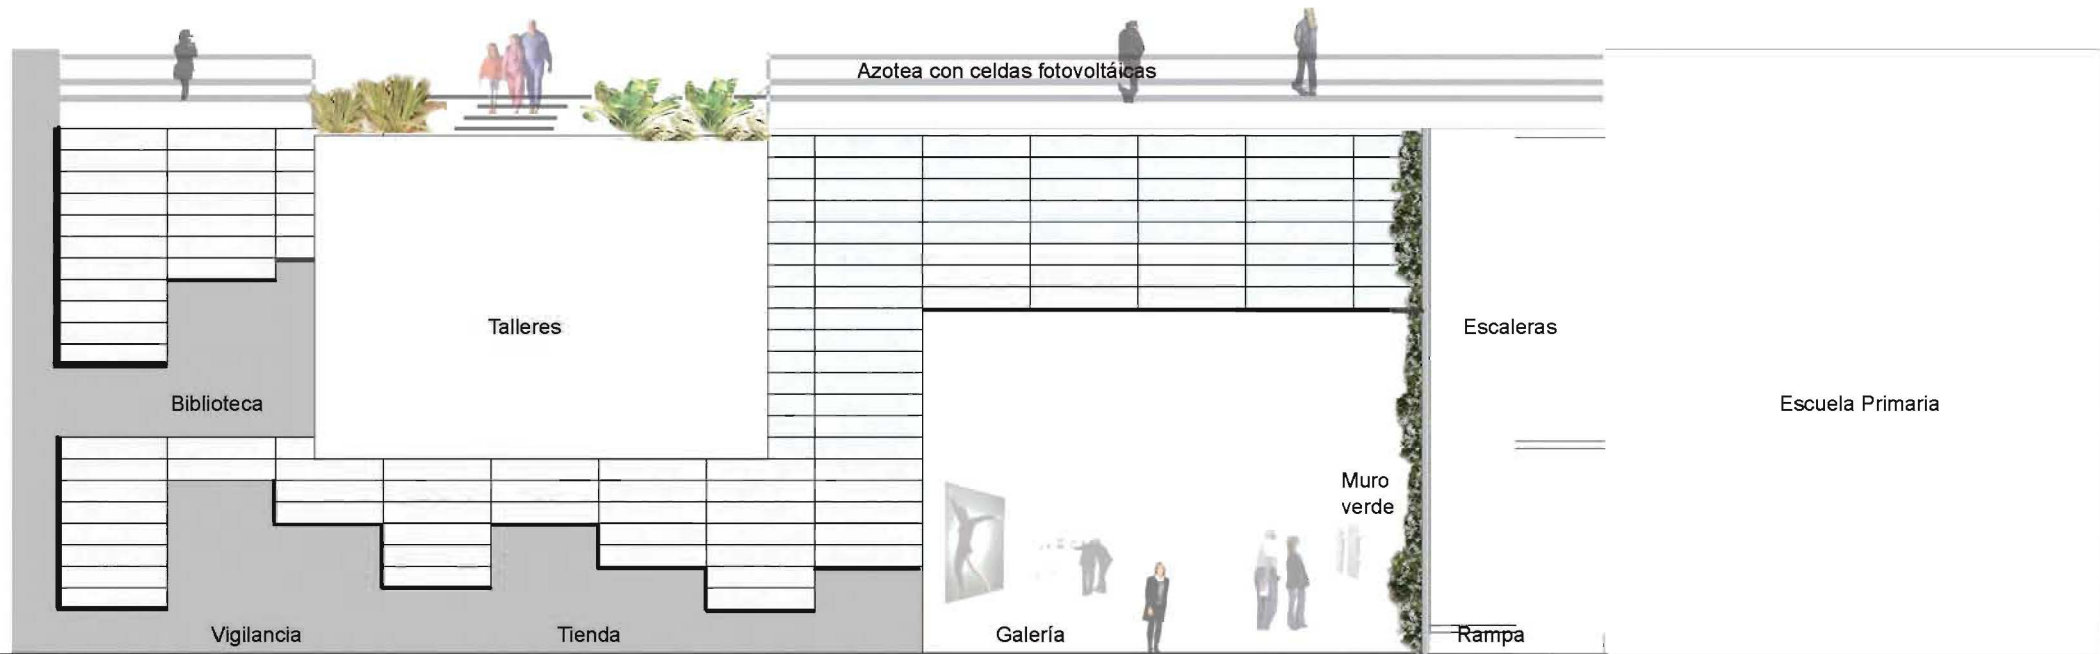 Azotea con celdas fotovoltáicas
Talleres
Escaleras
Biblioteca
Escuela Primaria
Muro
verde
Vigilancia
Tienda
Galería
Rampa